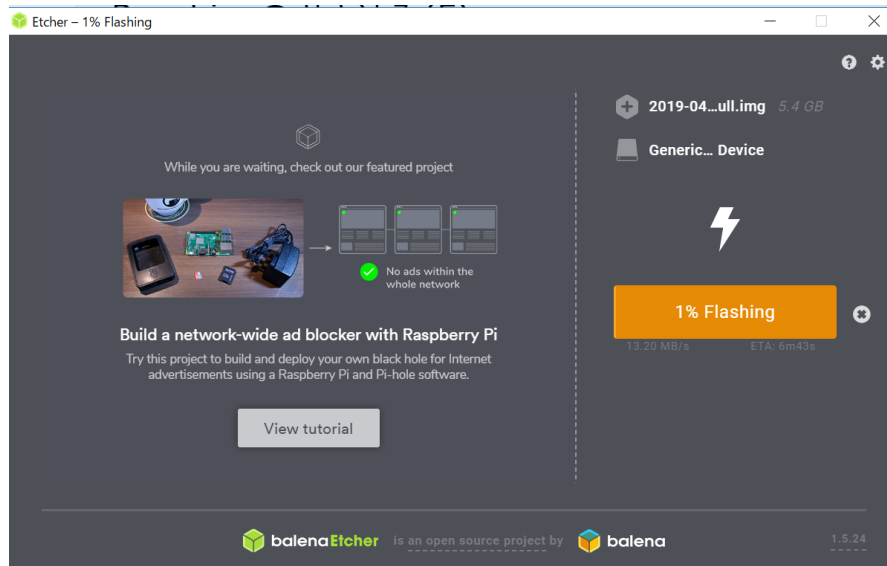 Etcher – 1% Flashing
While you are waiting, check out our featured project
No ads within the
whole network
Build a network-wide ad blocker with Raspberry Pi
Try this project to build and deploy your own black hole for Internet
advertisements using a Raspberry Pi and Pi-hole software.
View tutorial
2019-04...ull.img 5.4 GB
Generic... Device
1% Flashing
13.20 MB/s ETA: 6m43s
balenaEtcher is an open source project by balena
1.5.24